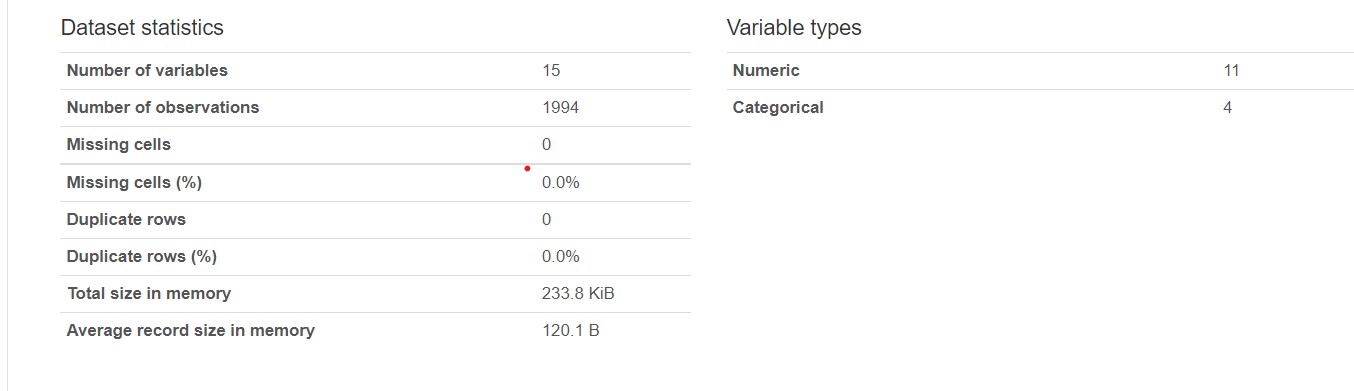 Dataset statistics
Number of variables 15
Number of observations 1994
Missing cells 0
Missing cells (%) 0.0%
Duplicate rows 0
Duplicate rows (%) 0.0%
Total size in memory 233.8 KiB
Average record size in memory 120.1 B
Variable types
Numeric 11
Categorical 4